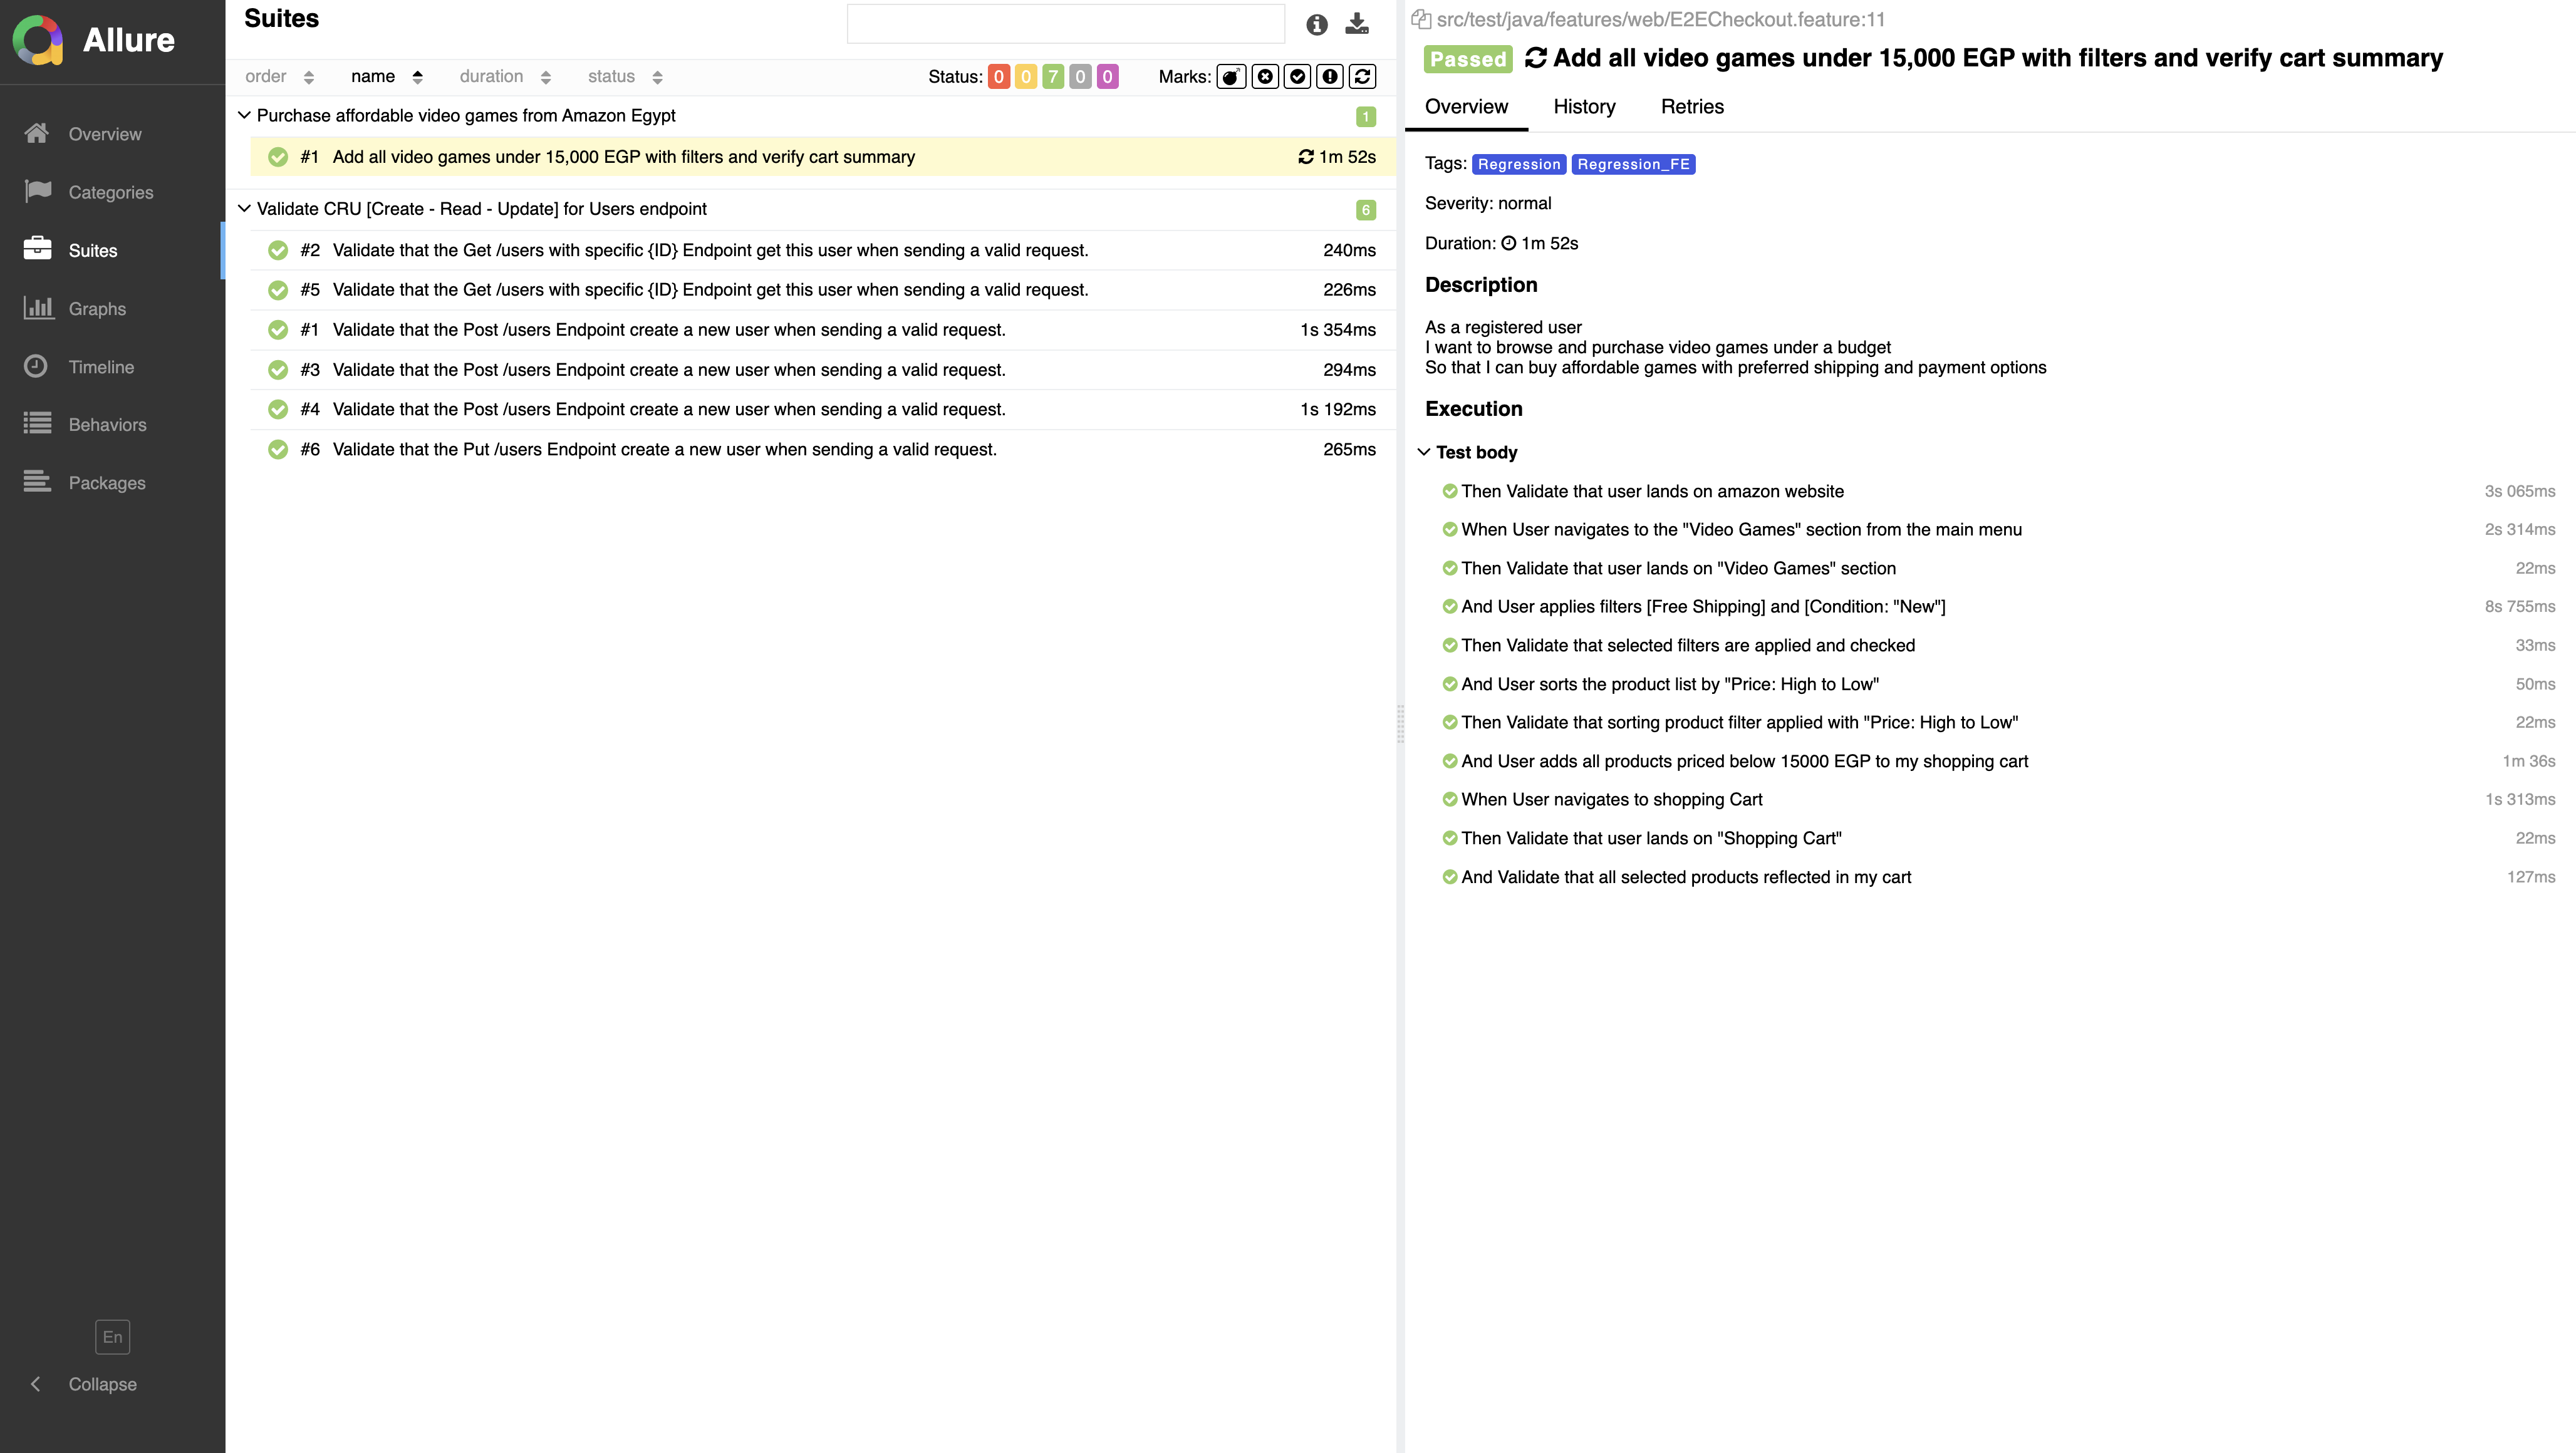 Allure
Overview
Categories
Suites
Graphs
Timeline
Behaviors
Packages
En
Collapse
Suites
order name duration status Status: 0 0 7 0 0 Marks:
Purchase affordable video games from Amazon Egypt 1
#1 Add all video games under 15,000 EGP with filters and verify cart summary 1m 52s
Validate CRU [Create - Read - Update] for Users endpoint 6
#2 Validate that the Get /users with specific {ID} Endpoint get this user when sending a valid request. 240ms
#5 Validate that the Get /users with specific {ID} Endpoint get this user when sending a valid request. 226ms
#1 Validate that the Post /users Endpoint create a new user when sending a valid request. 1s 354ms
#3 Validate that the Post /users Endpoint create a new user when sending a valid request. 294ms
#4 Validate that the Post /users Endpoint create a new user when sending a valid request. 1s 192ms
#6 Validate that the Put /users Endpoint create a new user when sending a valid request. 265ms
src/test/java/features/web/E2ECheckout.feature:11
Passed Add all video games under 15,000 EGP with filters and verify cart summary
Overview History Retries
Tags: Regression Regression_FE
Severity: normal
Duration: 1m 52s
Description
As a registered user
I want to browse and purchase video games under a budget
So that I can buy affordable games with preferred shipping and payment options
Execution
Test body
Then Validate that user lands on amazon website 3s 065ms
When User navigates to the "Video Games" section from the main menu 2s 314ms
Then Validate that user lands on "Video Games" section 22ms
And User applies filters [Free Shipping] and [Condition: "New"] 8s 755ms
Then Validate that selected filters are applied and checked 33ms
And User sorts the product list by "Price: High to Low" 50ms
Then Validate that sorting product filter applied with "Price: High to Low" 22ms
And User adds all products priced below 15000 EGP to my shopping cart 1m 36s
When User navigates to shopping Cart 1s 313ms
Then Validate that user lands on "Shopping Cart" 22ms
And Validate that all selected products reflected in my cart 127ms